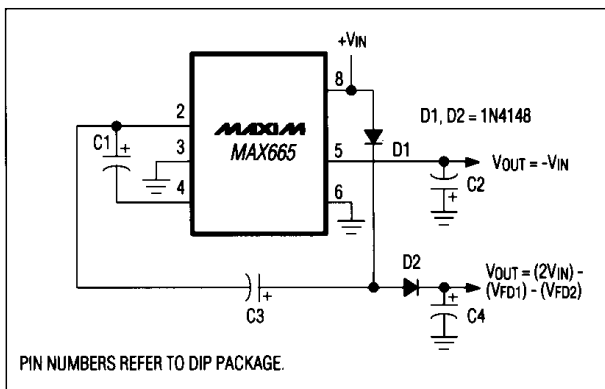 +VIN
8
D1, D2 = 1N4148
2
MAXIM
MAX665
C1
+
3
D1
5
VOUT = -VIN
C2
+
4
6
D2
VOUT = (2VIN) -
(VFD1) - (VFD2)
C3
+
+
C4
PIN NUMBERS REFER TO DIP PACKAGE.